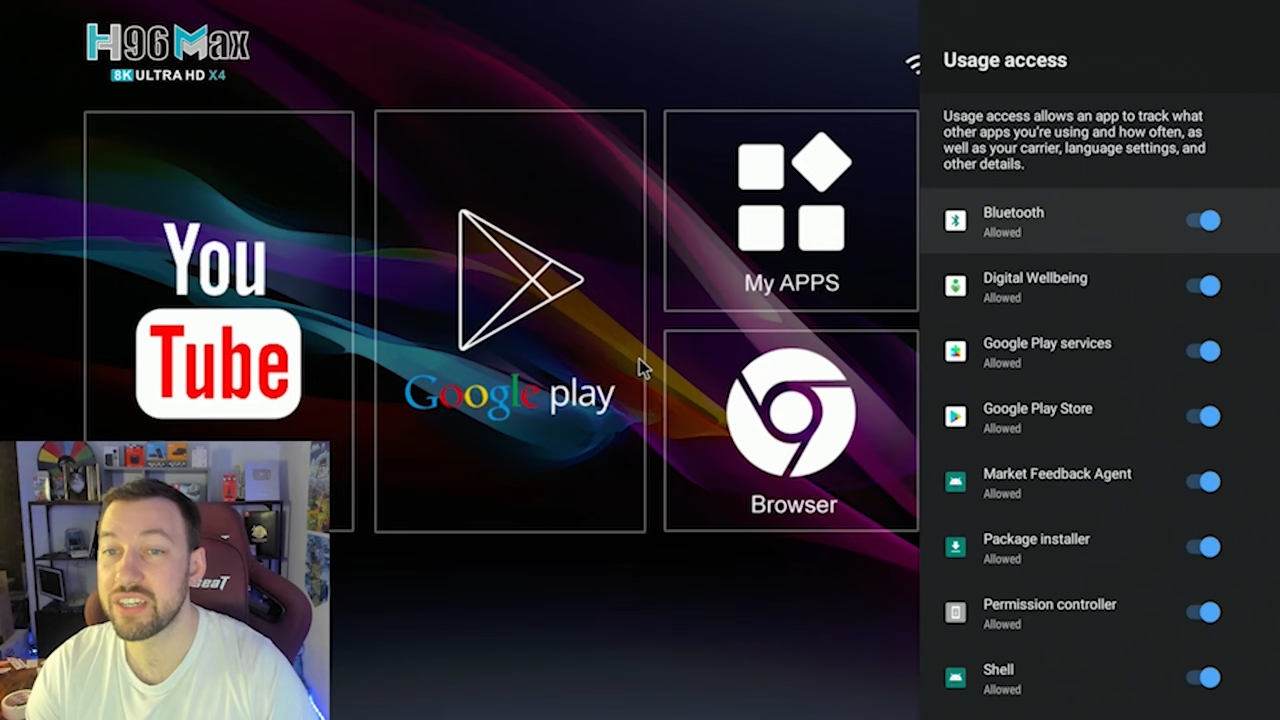 H96 Max
8K ULTRA HD X4
You
Tube
Google play
My APPS
Browser
Usage access
Usage access allows an app to track what
other apps you're using and how often, as
well as your carrier, language settings, and
other details.
Bluetooth
Allowed
Digital Wellbeing
Allowed
Google Play services
Allowed
Google Play Store
Allowed
Market Feedback Agent
Allowed
Package installer
Allowed
Permission controller
Allowed
Shell
Allowed
seaT